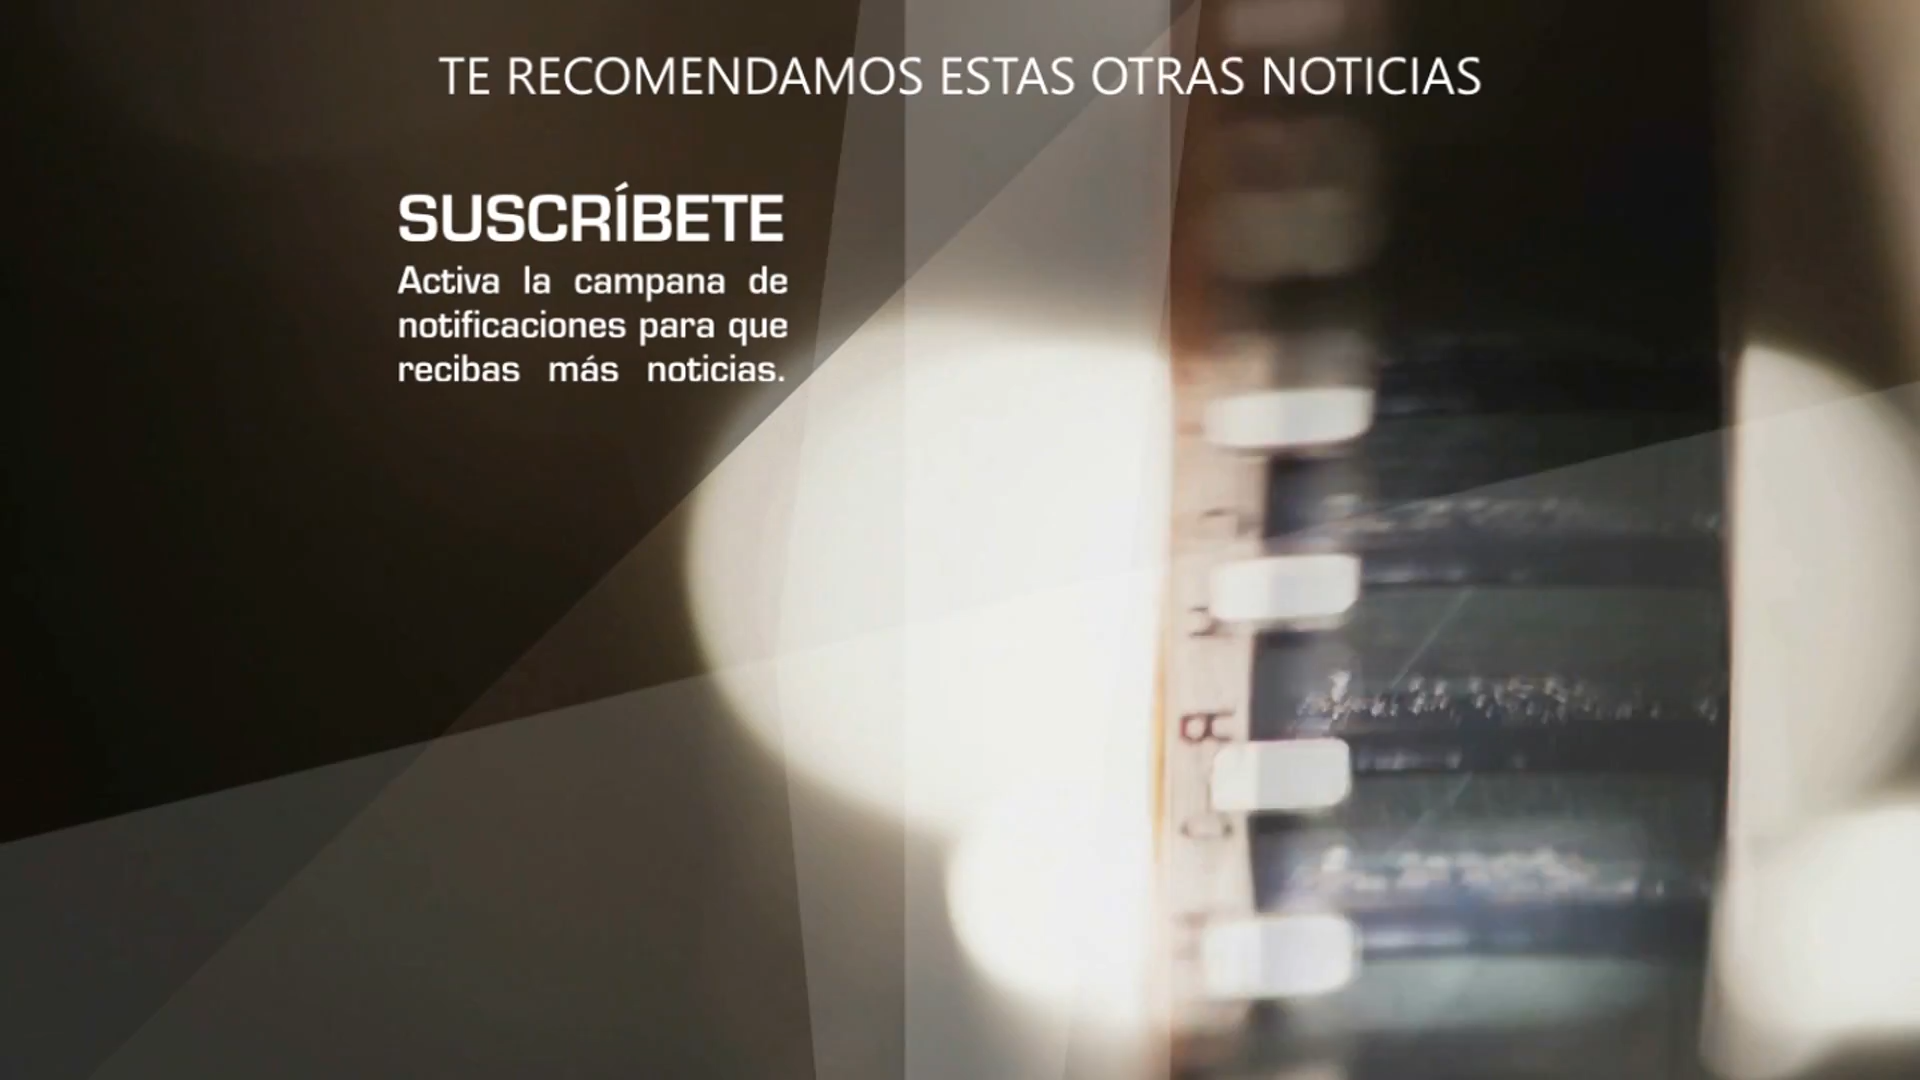 TE RECOMENDAMOS ESTAS OTRAS NOTICIAS
SUSCRÍBETE
Activa la campana de
notificaciones para que
recibas más noticias.